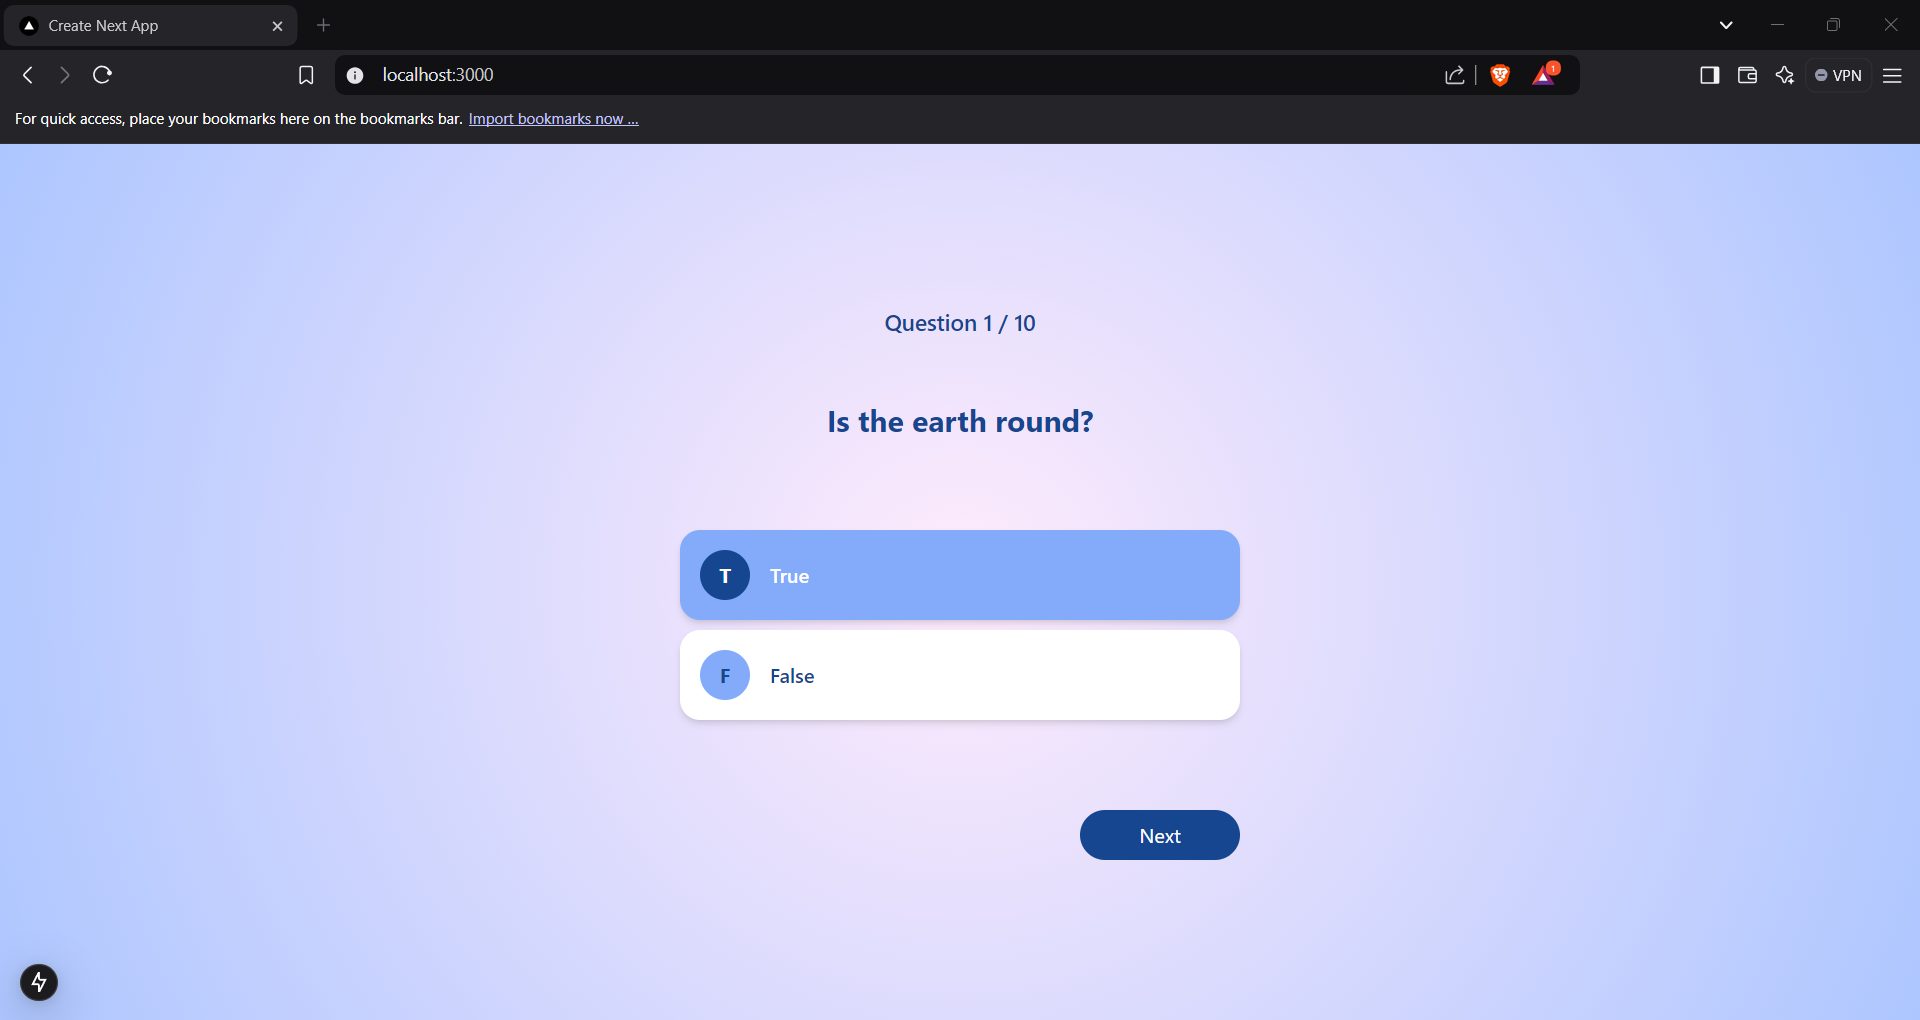 Create Next App
localhost:3000
1
VPN
For quick access, place your bookmarks here on the bookmarks bar. Import bookmarks now ...
Question 1 / 10
Is the earth round?
T True
F False
Next